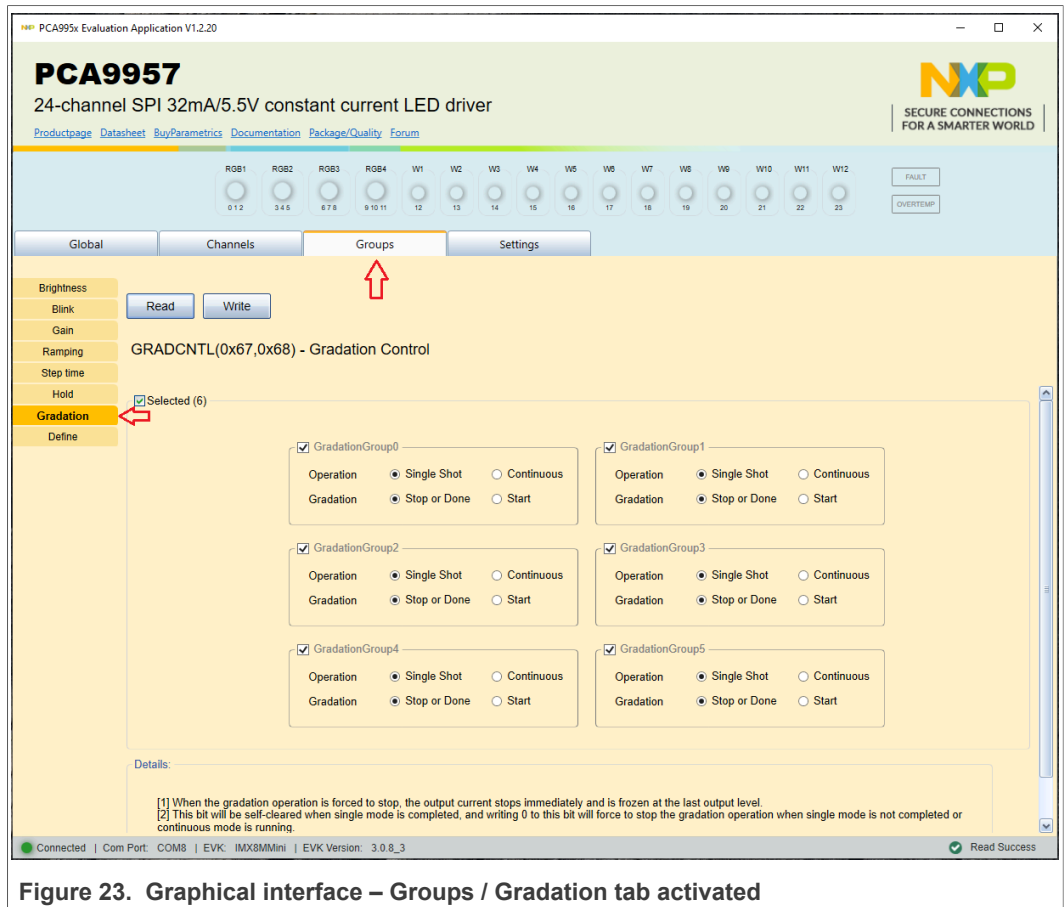 PCA995x Evaluation Application V1.2.20
PCA9957
24-channel SPI 32mA/5.5V constant current LED driver
Productpage Datasheet BuyParametrics Documentation Package/Quality Forum
NXP
SECURE CONNECTIONS
FOR A SMARTER WORLD
RGB1 RGB2 RGB3 RGB4 W1 W2 W3 W4 W5 W6 W7 W8 W9 W10 W11 W12
0 1 2 3 4 5 6 7 8 9 10 11 12 13 14 15 16 17 18 19 20 21 22 23
FAULT
OVERTEMP
Global Channels Groups Settings
Brightness
Blink
Gain
Ramping
Step time
Hold
Gradation
Define
Read Write
GRADCNTL(0x67,0x68) - Gradation Control
Selected (6)
GradationGroup0 GradationGroup1
Operation Single Shot Continuous Operation Single Shot Continuous
Gradation Stop or Done Start Gradation Stop or Done Start
GradationGroup2 GradationGroup3
Operation Single Shot Continuous Operation Single Shot Continuous
Gradation Stop or Done Start Gradation Stop or Done Start
GradationGroup4 GradationGroup5
Operation Single Shot Continuous Operation Single Shot Continuous
Gradation Stop or Done Start Gradation Stop or Done Start
Details:
[1] When the gradation operation is forced to stop, the output current stops immediately and is frozen at the last output level.
[2] This bit will be self-cleared when single mode is completed, and writing 0 to this bit will force to stop the gradation operation when single mode is not completed or
continuous mode is running.
Connected | Com Port: COM8 | EVK: IMX8MMini | EVK Version: 3.0.8_3 Read Success
Figure 23. Graphical interface – Groups / Gradation tab activated